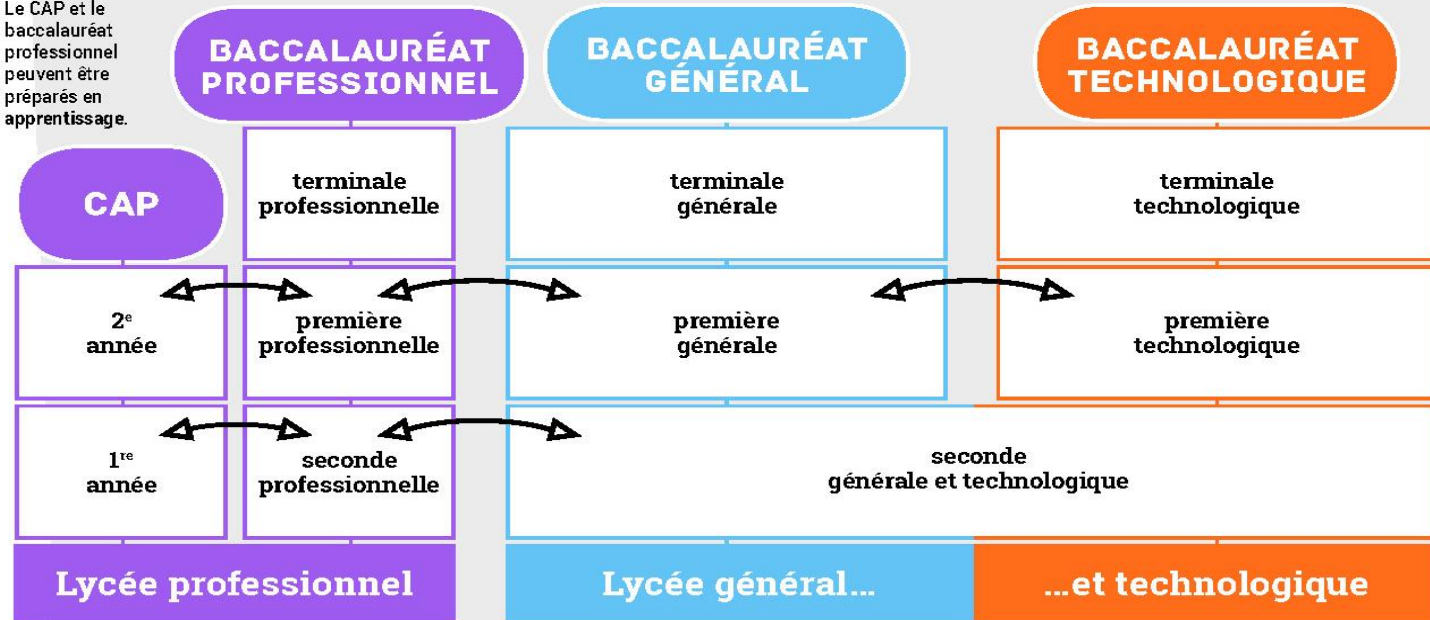 Le CAP et le
baccalauréat
professionnel
peuvent être
préparés en
apprentissage.
BACCALAURÉAT
PROFESSIONNEL
BACCALAURÉAT
GÉNÉRAL
BACCALAURÉAT
TECHNOLOGIQUE
CAP
terminale
professionnelle
terminale
générale
terminale
technologique
2e
année
première
professionnelle
première
générale
première
technologique
1re
année
seconde
professionnelle
seconde
générale et technologique
Lycée professionnel
Lycée général...
...et technologique